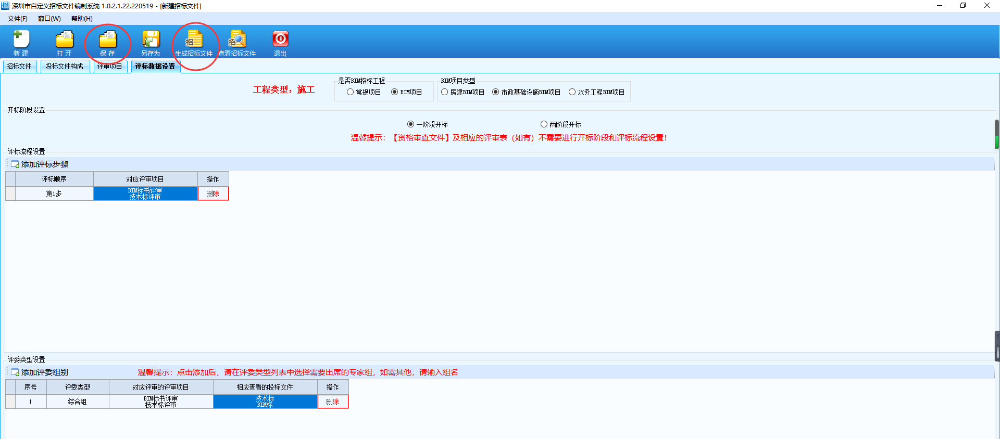 深圳市自定义招标文件编制系统 1.0.2.1.22.220519 - [新建招标文件]
文件(F) 窗口(W) 帮助(H)
新 建 打 开 保 存 另存为 生成招标文件 查看招标文件 退出
招标文件 投标文件构成 评审项目 评标数据设置
工程类型：施工
是否BIM招标工程
常规项目 BIM项目
BIM项目类型
房建BIM项目 市政基础设施BIM项目 水务工程BIM项目
开标阶段设置
一阶段开标 两阶段开标
温馨提示：【资格审查文件】及相应的评审表（如有）不需要进行开标阶段和评标流程设置！
评标流程设置
添加评标步骤
评标顺序 对应评审项目 操作
第1步 BIM标书评审 删除
技术标评审
评委类型设置
添加评委组别 温馨提示：点击添加后，请在评委类型列表中选择需要出席的专家组，如需其他，请输入组名
序号 评委类型 对应评审的评审项目 相应查看的投标文件 操作
1 综合组 BIM标书评审 技术标 删除
技术标评审 BIM标